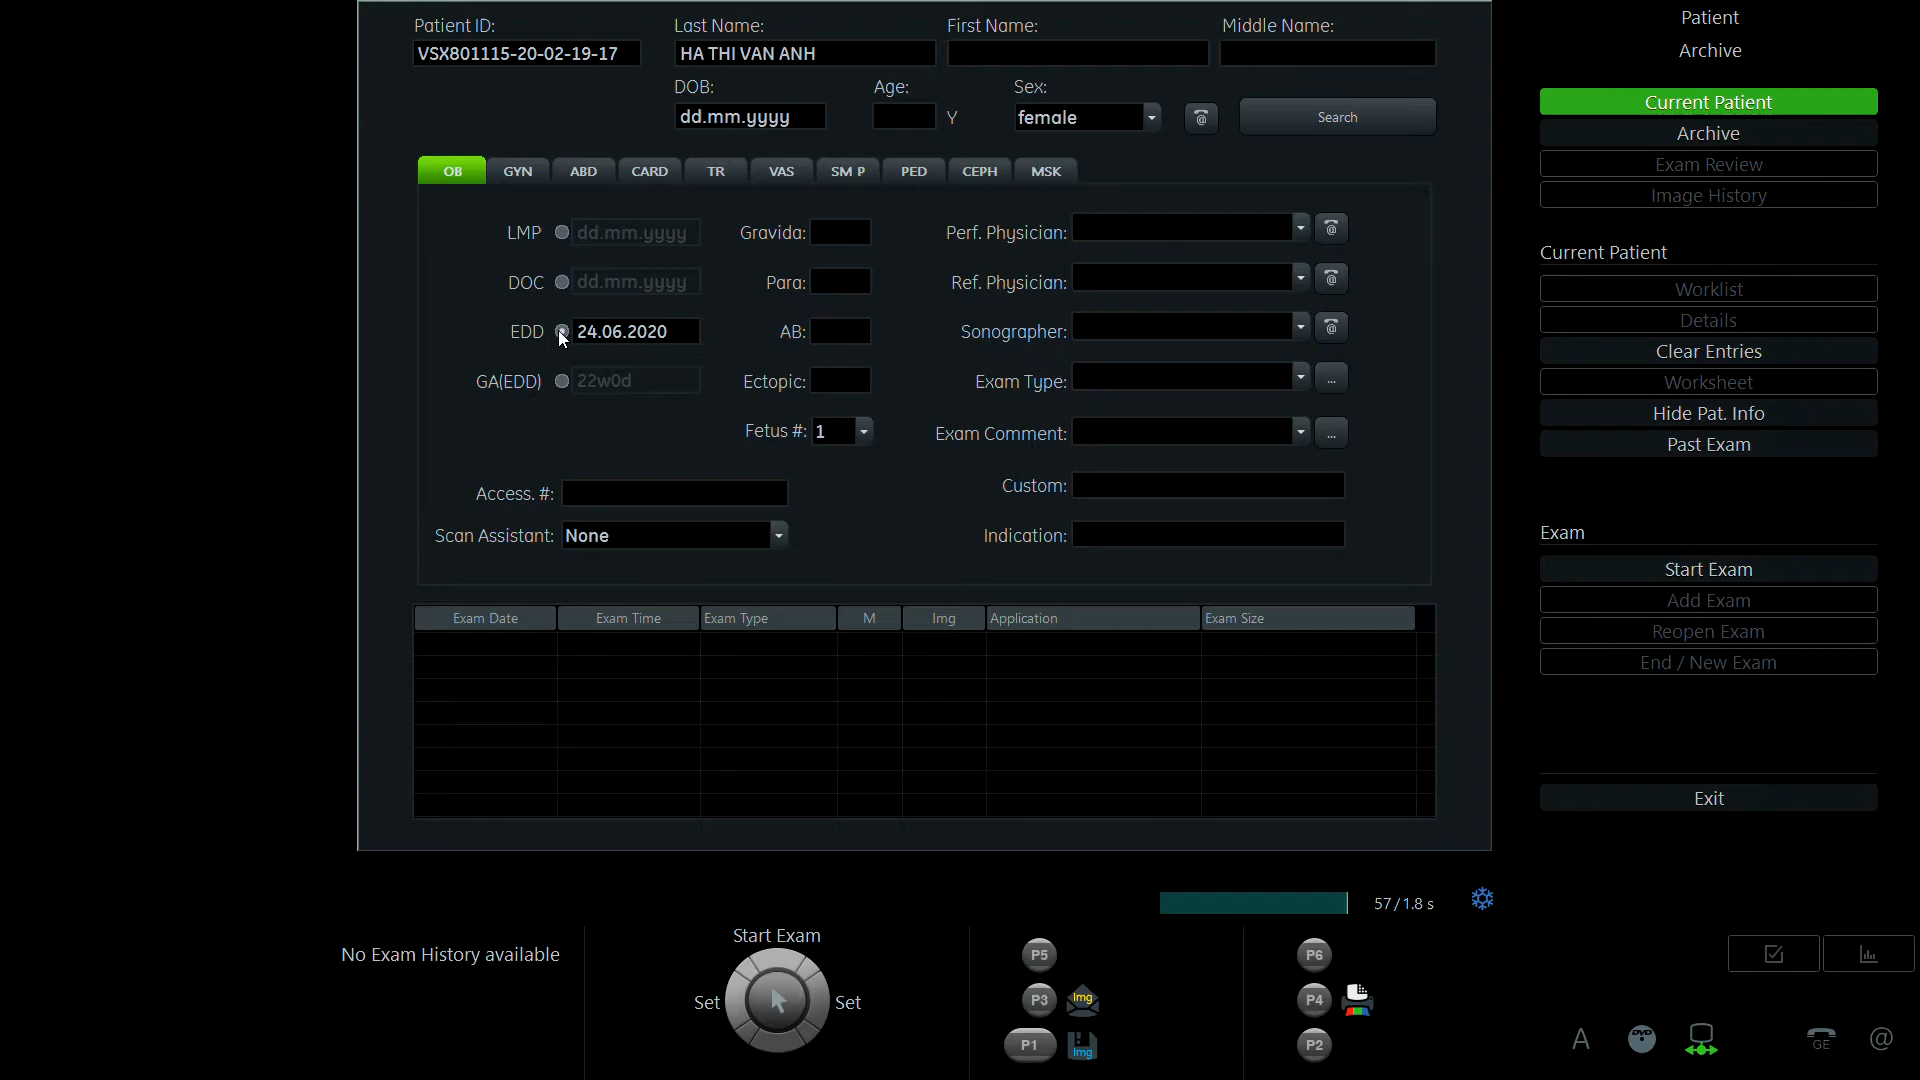 Patient ID: Last Name: First Name: Middle Name:
VSX801115-20-02-19-17 HA THI VAN ANH
DOB: Age: Sex:
dd.mm.yyyy Y female Search
OB GYN ABD CARD TR VAS SM P PED CEPH MSK
LMP dd.mm.yyyy Gravida: Perf. Physician:
DOC dd.mm.yyyy Para: Ref. Physician:
EDD 24.06.2020 AB: Sonographer:
GA(EDD) 22w0d Ectopic: Exam Type: ...
Fetus #: 1 Exam Comment: ...
Access. #: Custom:
Scan Assistant: None Indication:
Exam Date Exam Time Exam Type M Img Application Exam Size
57/1.8 s
Patient
Archive
Current Patient
Archive
Exam Review
Image History
Current Patient
Worklist
Details
Clear Entries
Worksheet
Hide Pat. Info
Past Exam
Exam
Start Exam
Add Exam
Reopen Exam
End / New Exam
Exit
No Exam History available
Start Exam
Set Set
P5
P3 Img
P1 Img
P6
P4
P2
A DVD GE @